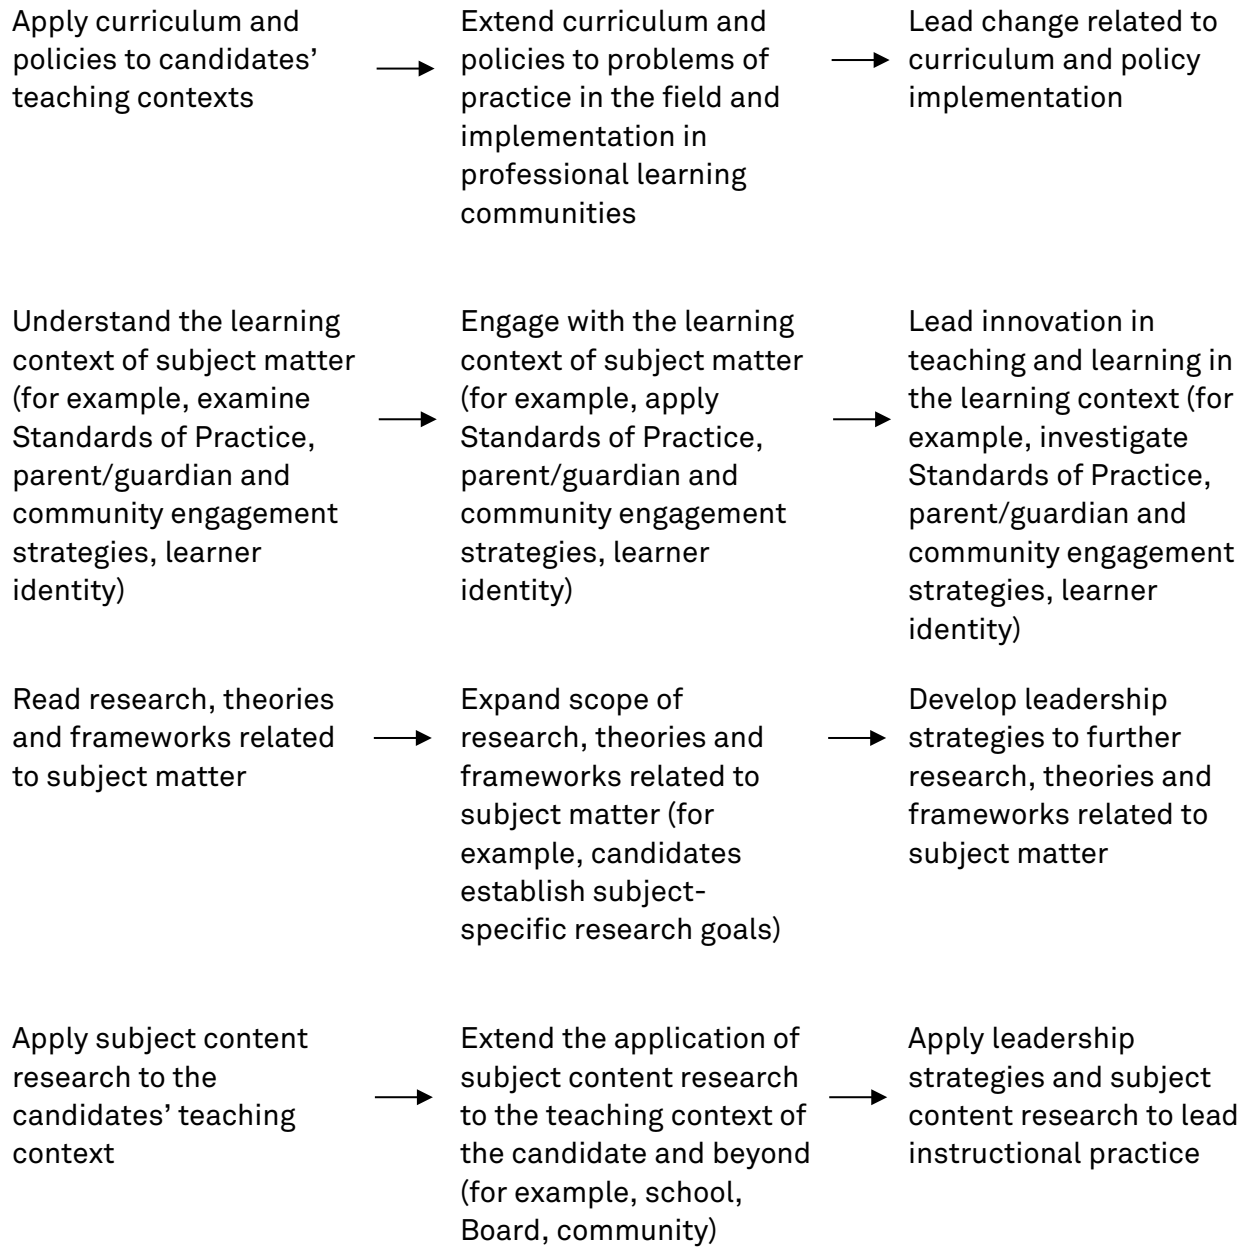 Apply curriculum and
policies to candidates’
teaching contexts
Extend curriculum and
policies to problems of
practice in the field and
implementation in
professional learning
communities
Lead change related to
curriculum and policy
implementation
Understand the learning
context of subject matter
(for example, examine
Standards of Practice,
parent/guardian and
community engagement
strategies, learner
identity)
Engage with the learning
context of subject matter
(for example, apply
Standards of Practice,
parent/guardian and
community engagement
strategies, learner
identity)
Lead innovation in
teaching and learning in
the learning context (for
example, investigate
Standards of Practice,
parent/guardian and
community engagement
strategies, learner
identity)
Read research, theories
and frameworks related
to subject matter
Expand scope of
research, theories and
frameworks related to
subject matter (for
example, candidates
establish subject-
specific research goals)
Develop leadership
strategies to further
research, theories and
frameworks related to
subject matter
Apply subject content
research to the
candidates’ teaching
context
Extend the application of
subject content research
to the teaching context of
the candidate and beyond
(for example, school,
Board, community)
Apply leadership
strategies and subject
content research to lead
instructional practice